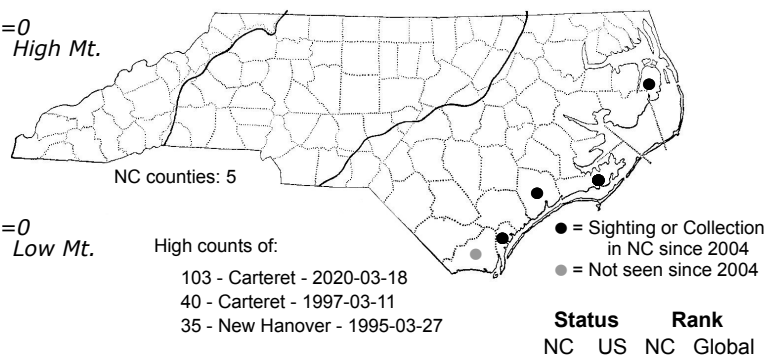 =0
High Mt.
NC counties: 5
=0
Low Mt.
High counts of:
103 - Carteret - 2020-03-18
40 - Carteret - 1997-03-11
35 - New Hanover - 1995-03-27
● = Sighting or Collection
in NC since 2004
● = Not seen since 2004
Status Rank
NC US NC Global